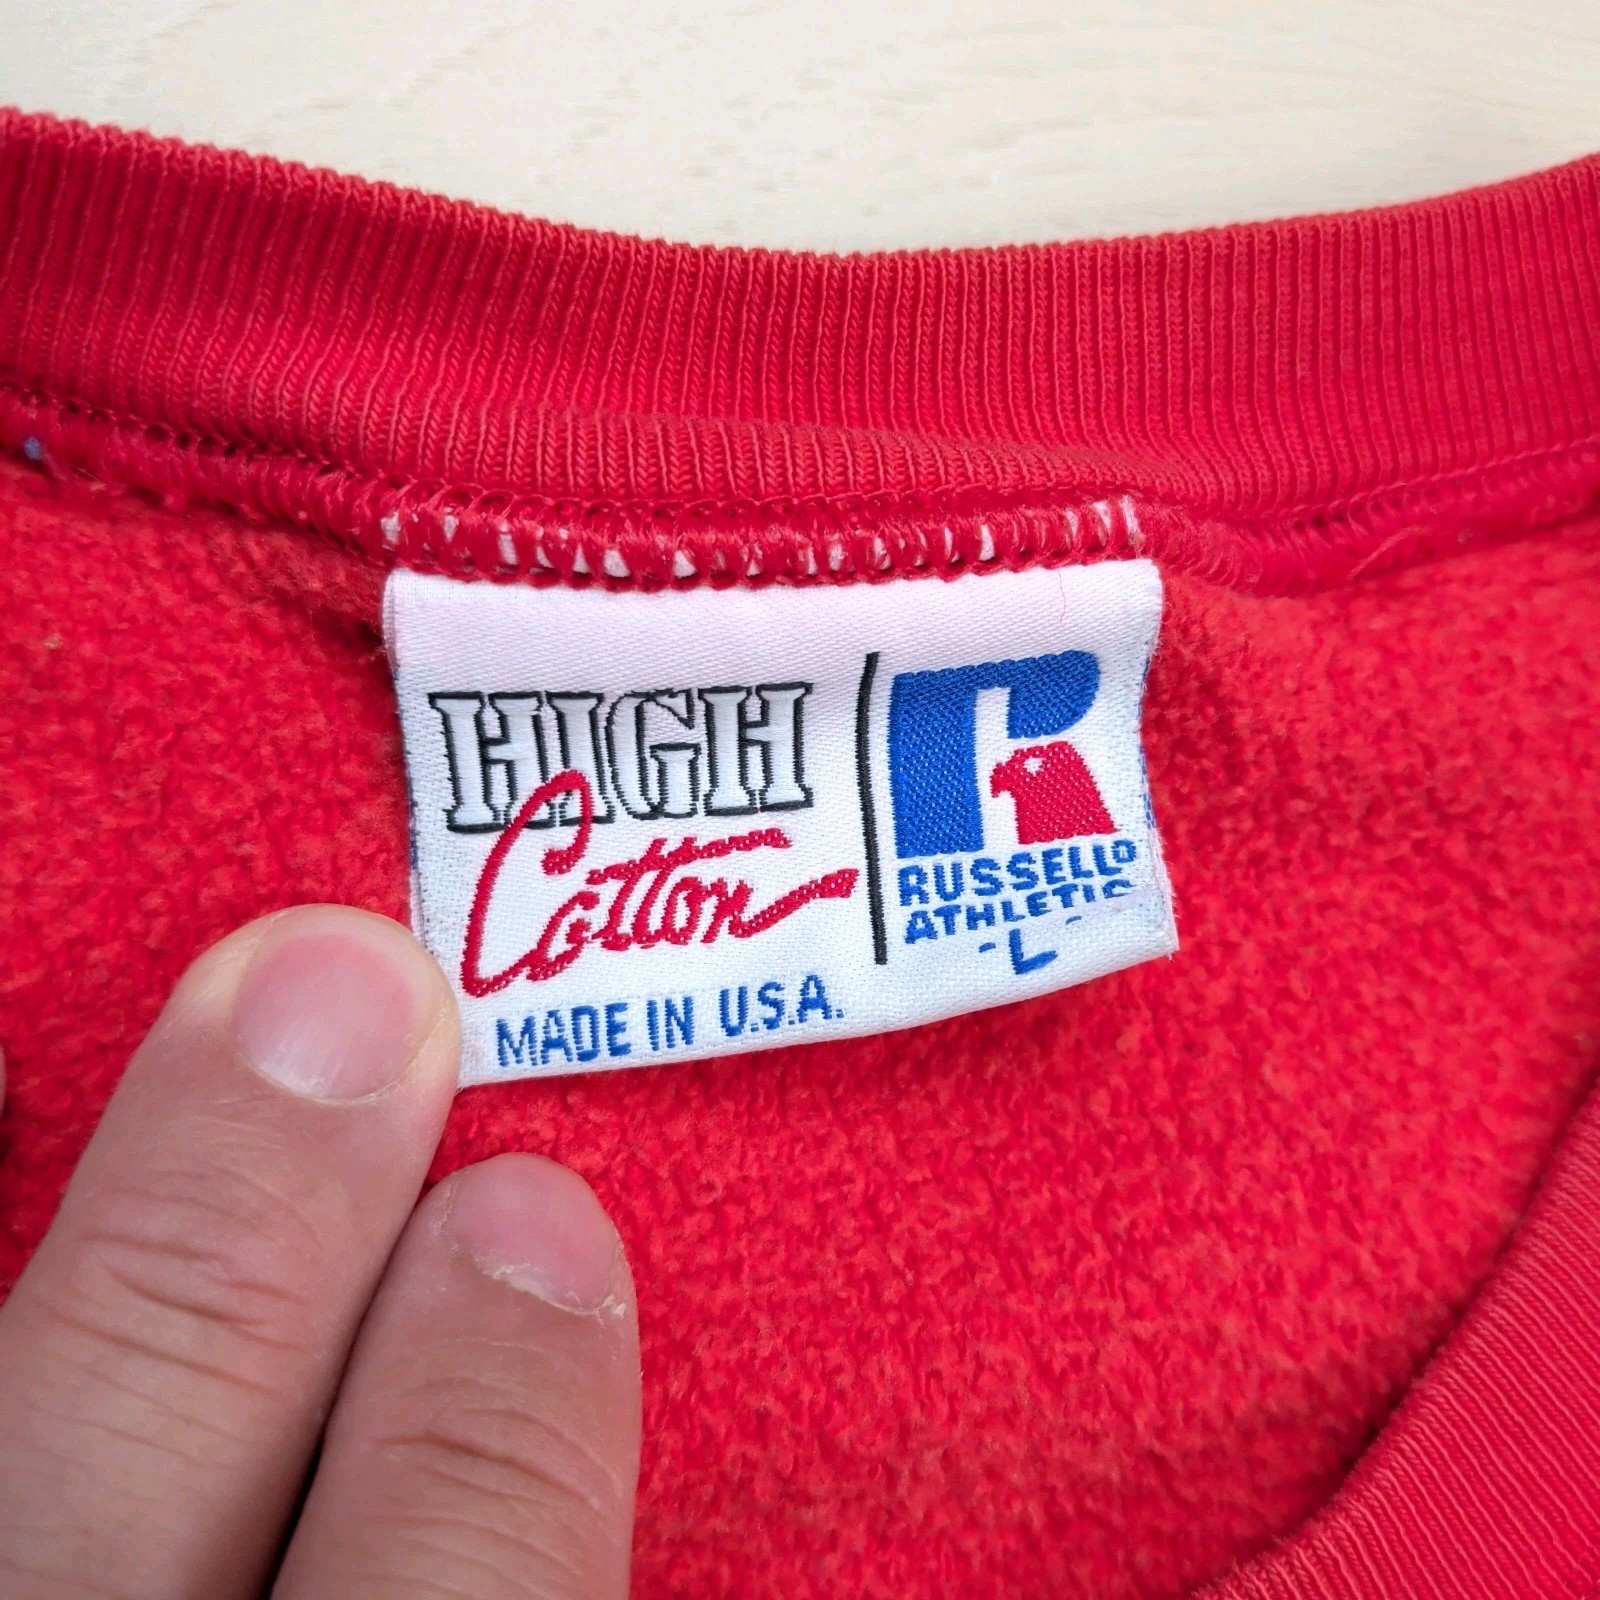 HIGH
Cotton
MADE IN U.S.A.
R
RUSSELL
ATHLETIC
-L-